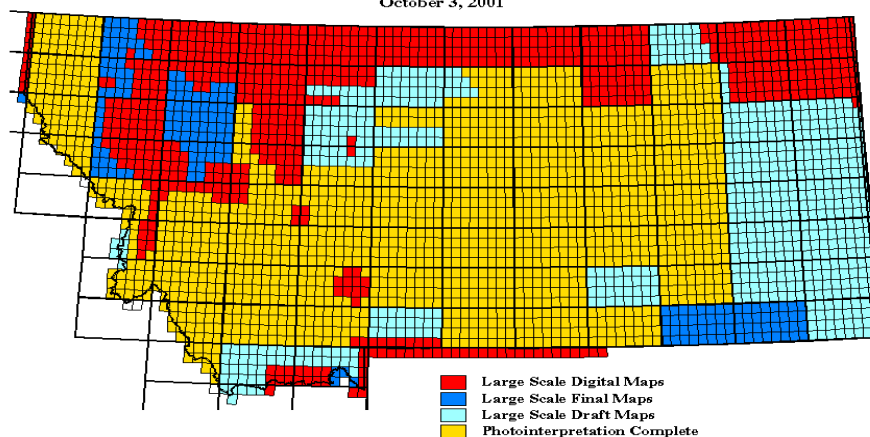 October 3, 2001
Large Scale Digital Maps
Large Scale Final Maps
Large Scale Draft Maps
Photointerpretation Complete